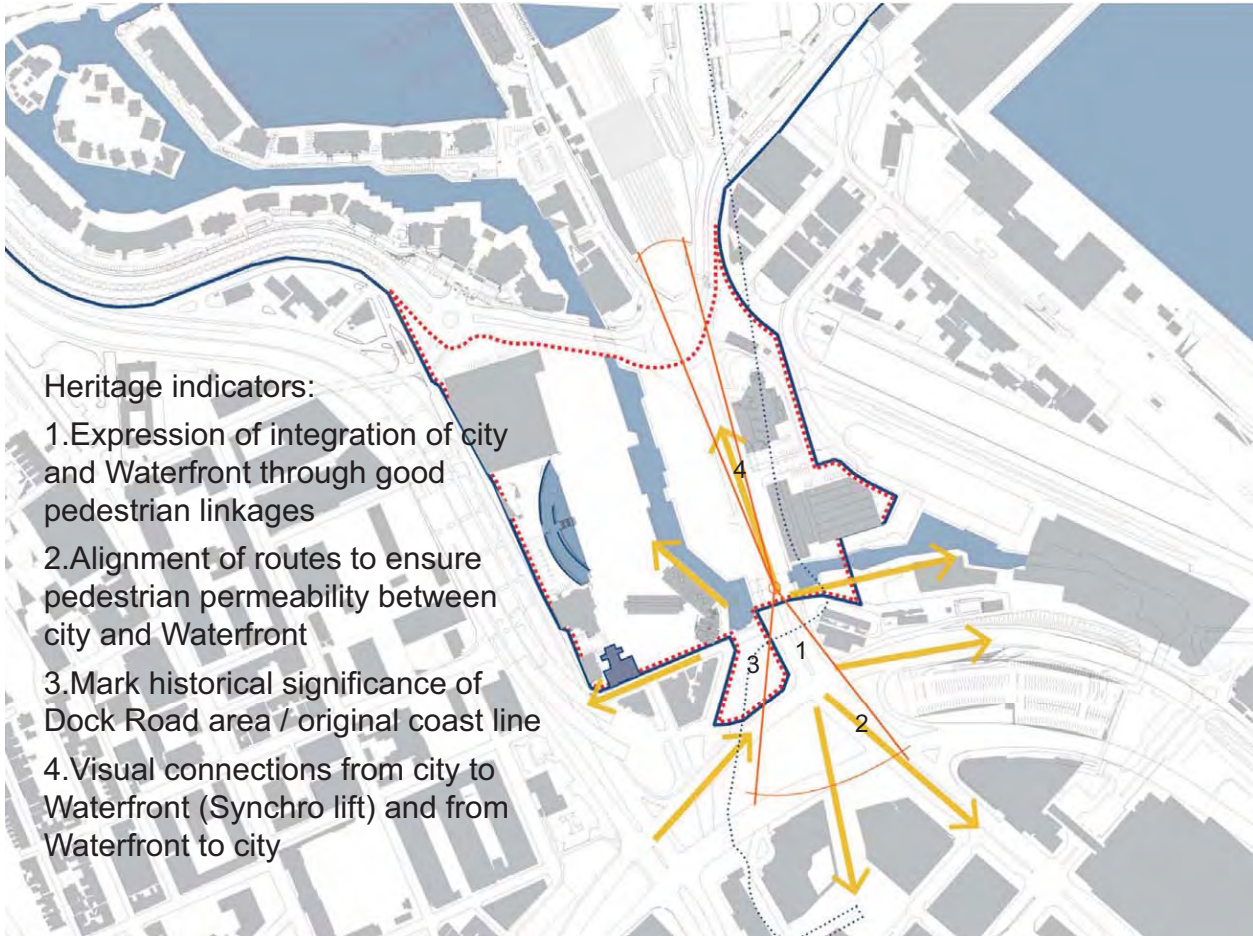 Heritage indicators:
1.Expression of integration of city
and Waterfront through good
pedestrian linkages
2.Alignment of routes to ensure
pedestrian permeability between
city and Waterfront
3.Mark historical significance of
Dock Road area / original coast line
4.Visual connections from city to
Waterfront (Synchro lift) and from
Waterfront to city
4
3
1
2